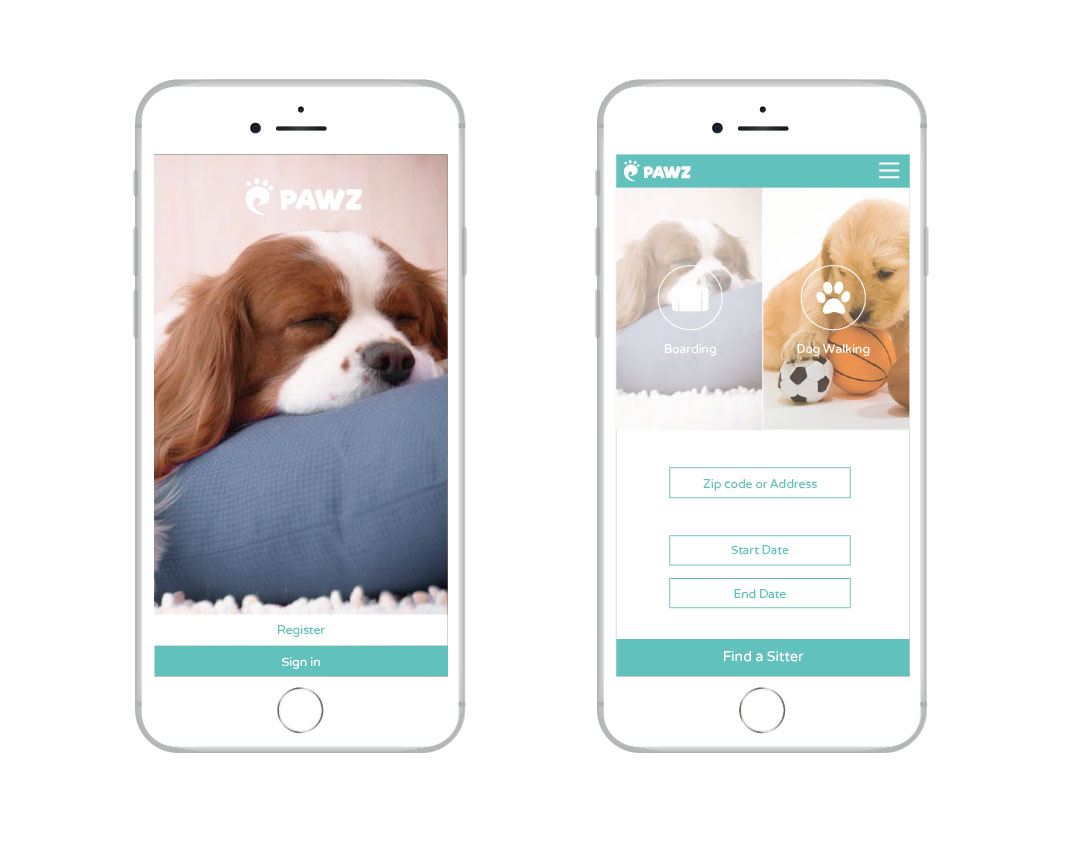 PAWZ
Register
Sign in
PAWZ
Boarding
Dog Walking
Zip code or Address
Start Date
End Date
Find a Sitter